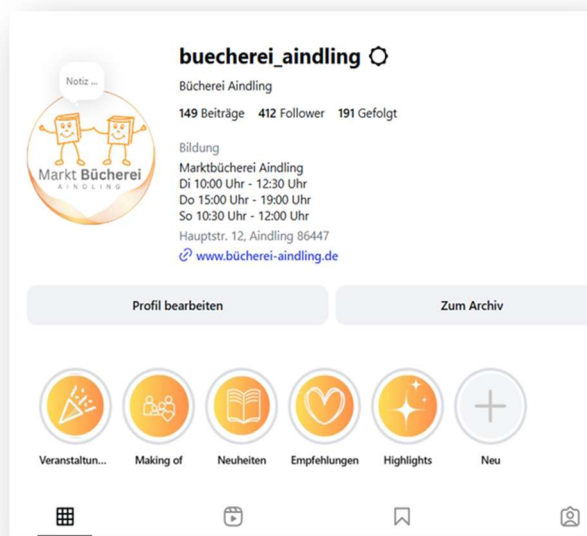 buecherei_aindling
Notiz ...
Bücherei Aindling
149 Beiträge 412 Follower 191 Gefolgt
Bildung
Marktbücherei Aindling
Di 10:00 Uhr - 12:30 Uhr
Do 15:00 Uhr - 19:00 Uhr
So 10:30 Uhr - 12:00 Uhr
Hauptstr. 12, Aindling 86447
www.bücherei-aindling.de
Markt Bücherei
AINDLING
Profil bearbeiten Zum Archiv
Veranstaltun... Making of Neuheiten Empfehlungen Highlights Neu